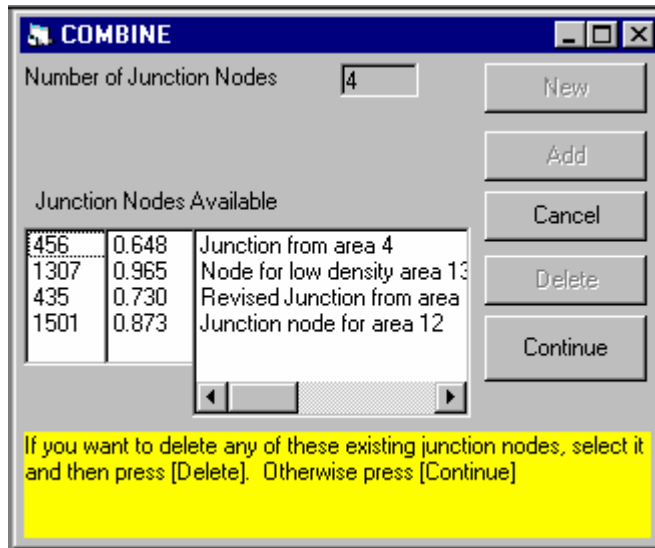 COMBINE
Number of Junction Nodes 4
New
Add
Junction Nodes Available
Cancel
456 0.648 Junction from area 4
1307 0.965 Node for low density area 13
435 0.730 Revised Junction from area
1501 0.873 Junction node for area 12
Delete
Continue
If you want to delete any of these existing junction nodes, select it
and then press [Delete]. Otherwise press [Continue]